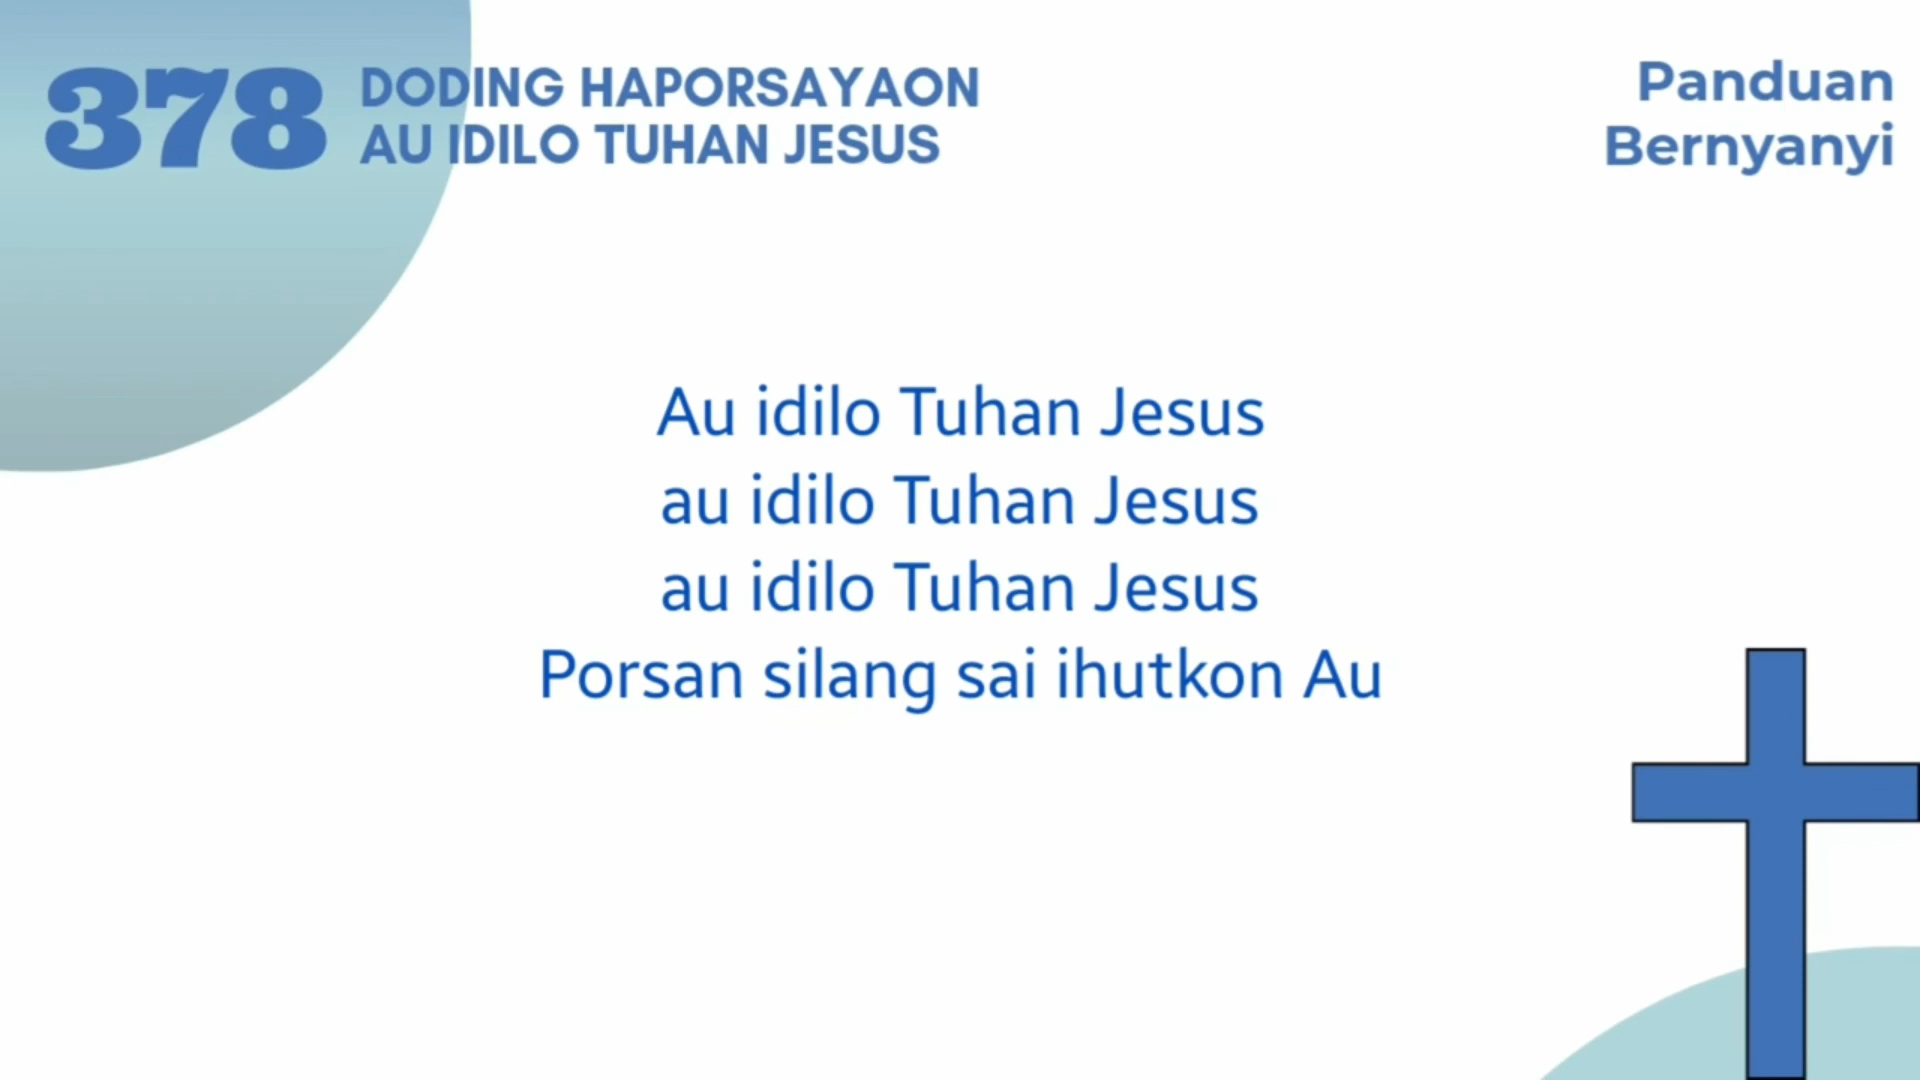 378
DODING HAPORSAYAON
AU IDILO TUHAN JESUS
Panduan
Bernyanyi
Au idilo Tuhan Jesus
au idilo Tuhan Jesus
au idilo Tuhan Jesus
Porsan silang sai ihutkon Au